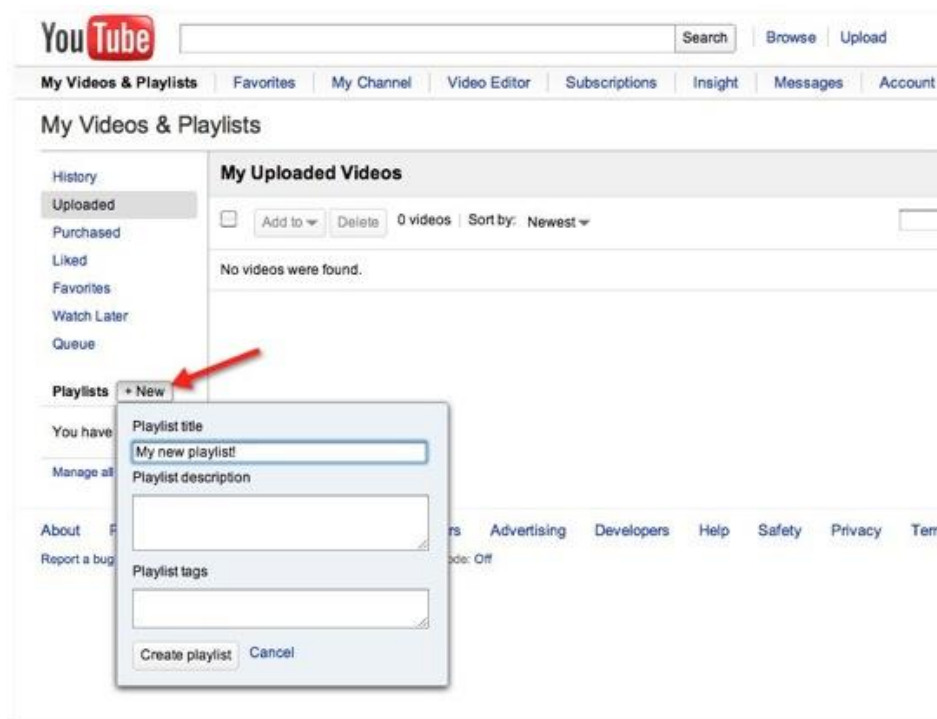 You Tube Search Browse Upload
My Videos & Playlists Favorites My Channel Video Editor Subscriptions Insight Messages Account
My Videos & Playlists
History
Uploaded
Purchased
Liked
Favorites
Watch Later
Queue
My Uploaded Videos
Add to Delete 0 videos Sort by: Newest
No videos were found.
Playlists + New
You have
Manage all
Playlist title
My new playlist!
Playlist description
Playlist tags
Create playlist Cancel
About Advertising Developers Help Safety Privacy
Report a bug Off